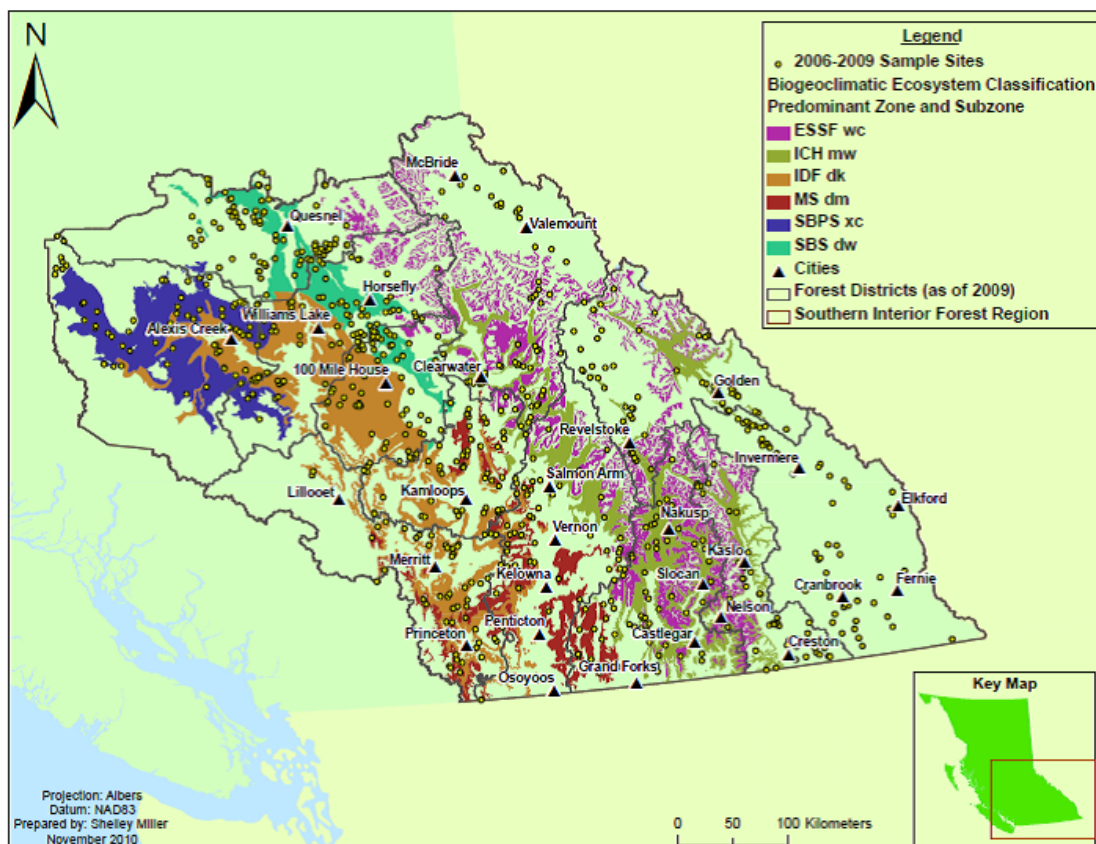 N
Legend
2006-2009 Sample Sites
Biogeoclimatic Ecosystem Classification
Predominant Zone and Subzone
ESSF wc
ICH mw
IDF dk
MS dm
SBPS xc
SBS dw
Cities
Forest Districts (as of 2009)
Southern Interior Forest Region
McBride
Quesnel
Valemount
Horsefly
Williams Lake
Alexis Creek
100 Mile House
Clearwater
Golden
Revelstoke
Invermere
Salmon Arm
Lillooet
Kamloops
Elkford
Nakusp
Vernon
Kaslo
Merritt
Kelowna
Slocan
Cranbrook
Fernie
Nelson
Princeton
Penticton
Castlegar
Creston
Osoyoos
Grand Forks
Key Map
Projection: Albers
Datum: NAD83
Prepared by: Shelley Miller
November 2010
0 50 100 Kilometers